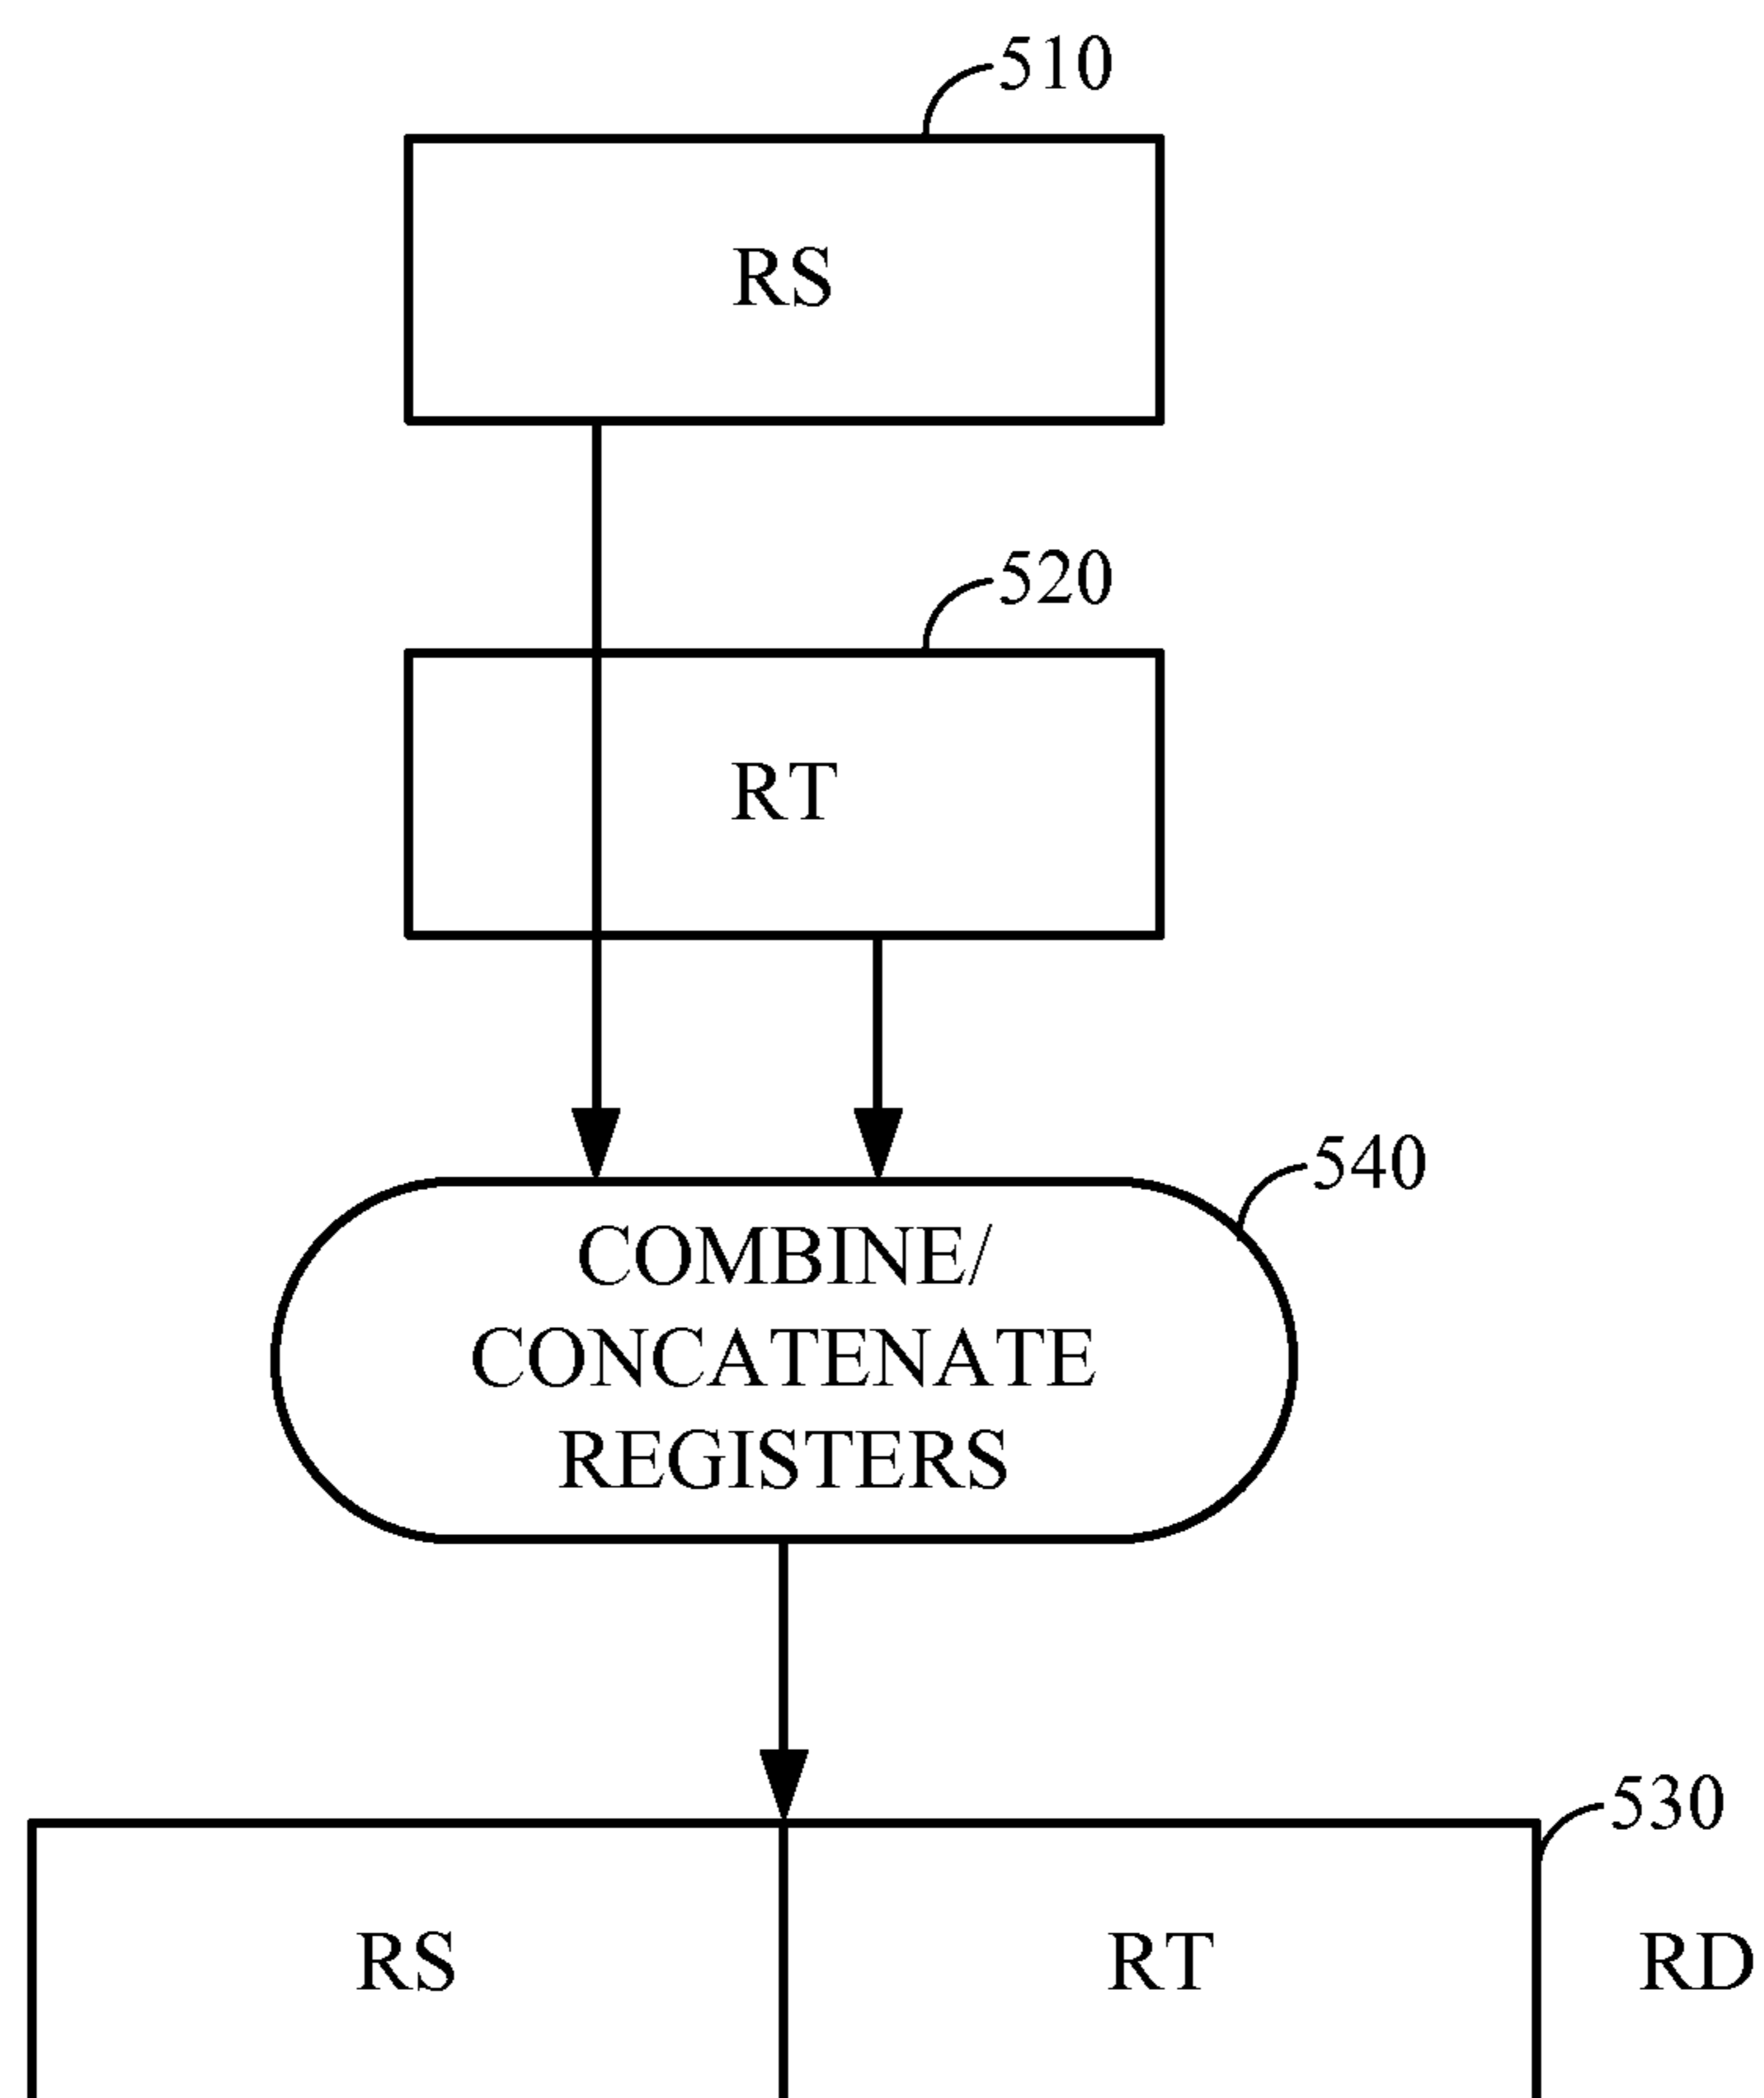 510
RS
520
RT
540
COMBINE/
CONCATENATE
REGISTERS
530
RS RT RD